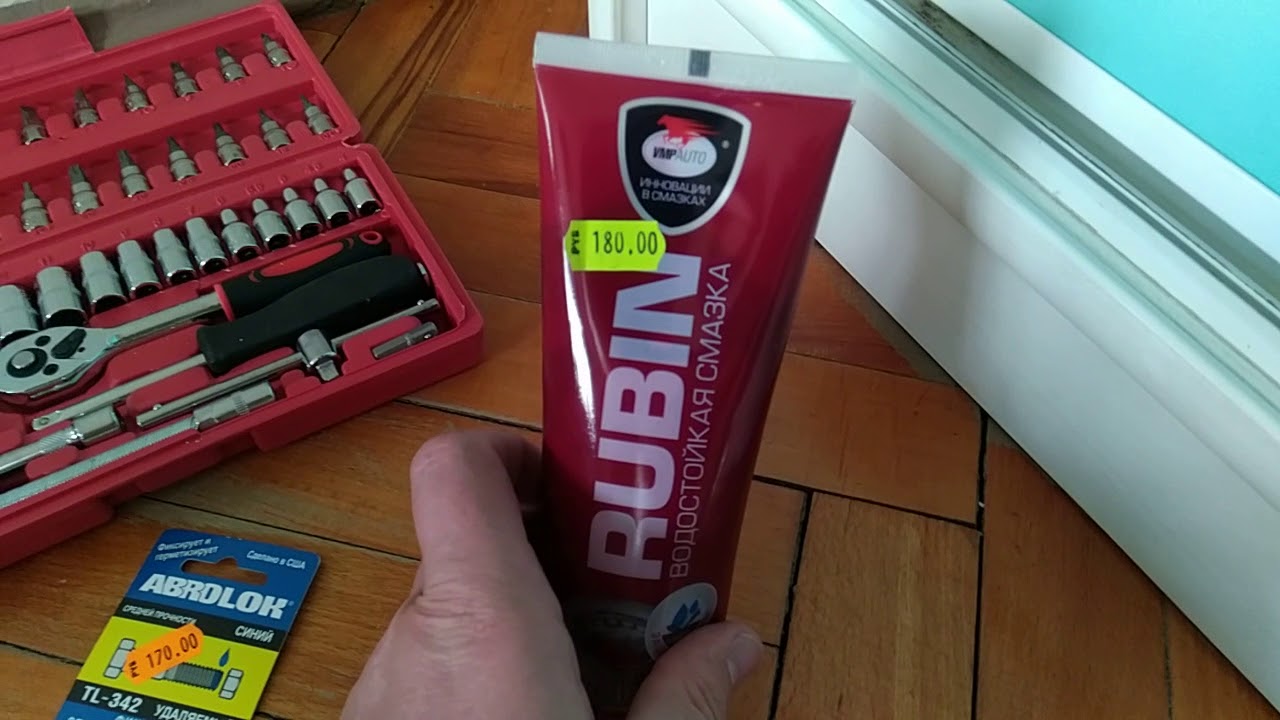 VMPAUTO
ИННОВАЦИИ
В СМАЗКАХ
РУБ 180.00
RUBIN
ВОДОСТОЙКАЯ СМАЗКА
Фиксирует и
герметизирует
Сделано в США
ABROLOK
СРЕДНЕЙ ПРОЧНОСТИ
СИНИЙ
170.00
TL-342